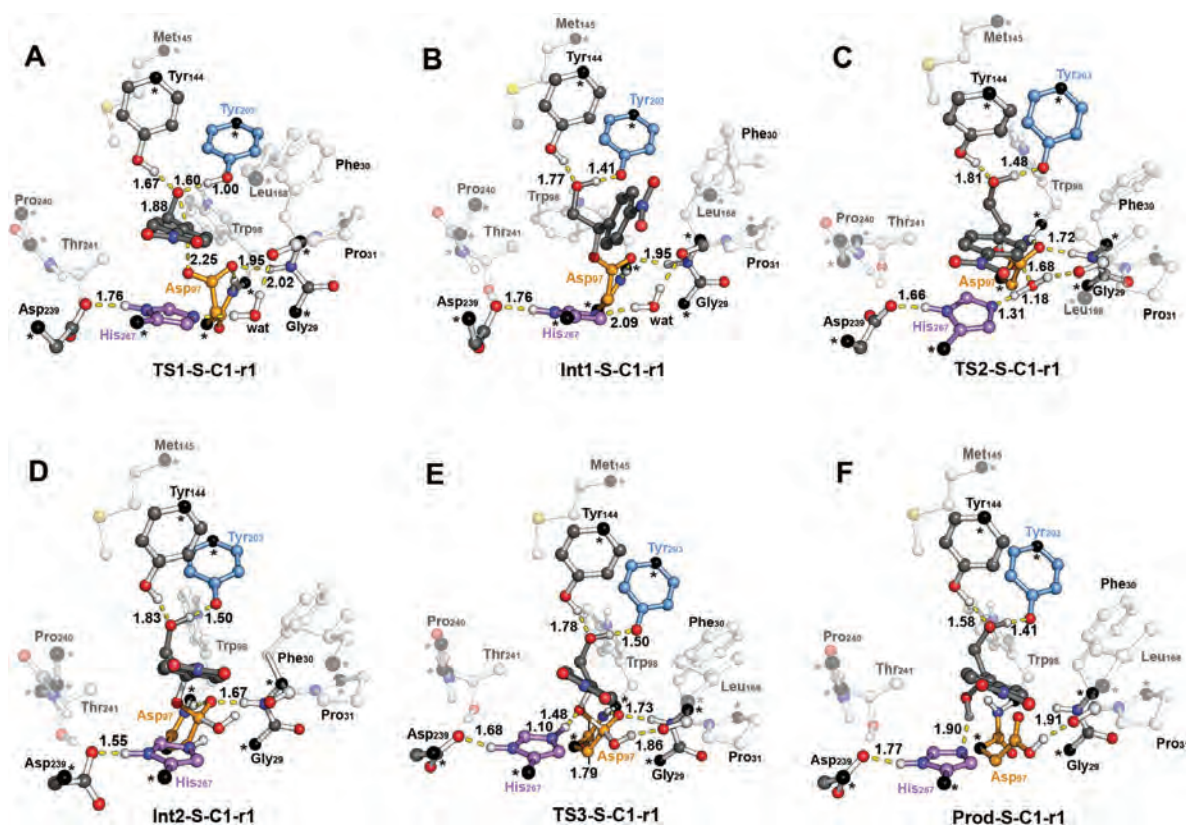 A
Met145
Tyr144
Tyr203
Phe30
1.67
1.60
1.00
Leu168
Pro240
1.88
Trp98
Thr241
2.25
1.95
Pro31
Asp97
2.02
1.76
Asp239
wat
His267
Gly29
TS1-S-C1-r1
B
Met145
Tyr144
Tyr203
Phe30
1.77
1.41
Pro240
Trp98
Leu168
Thr241
1.95
Pro31
Asp97
1.76
Asp239
2.09
wat
Gly29
His267
Int1-S-C1-r1
C
Tyr144
Tyr203
Met145
1.48
1.81
Trp98
Phe30
Pro240
Thr241
1.72
Asp97
1.68
1.66
1.18
Gly29
Asp239
1.31
His267
Pro31
TS2-S-C1-r1
D
Met145
Tyr144
Tyr203
1.83
1.50
Pro240
Trp98
Phe30
Thr241
1.67
Asp97
Pro31
1.55
Asp239
Gly29
His267
Int2-S-C1-r1
E
Met145
Tyr144
Tyr203
Phe30
1.78
1.50
Pro240
Trp98
Thr241
Leu168
1.48
1.73
1.10
Asp239
1.68
Asp97
1.86
Pro31
Gly29
His267
1.79
TS3-S-C1-r1
F
Met145
Tyr144
Phe30
1.58
1.41
Pro240
Trp98
Leu168
Thr241
1.90
1.91
Asp239
1.77
Pro31
Gly29
Asp97
His267
Prod-S-C1-r1